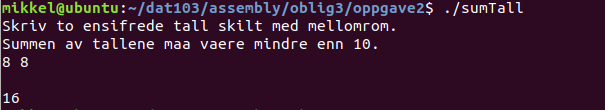 mikkel@ubuntu:~/dat103/assembly/oblig3/oppgave2$ ./sumTall
Skriv to ensifrede tall skilt med mellomrom.
Summen av tallene maa vaere mindre enn 10.
8 8
16